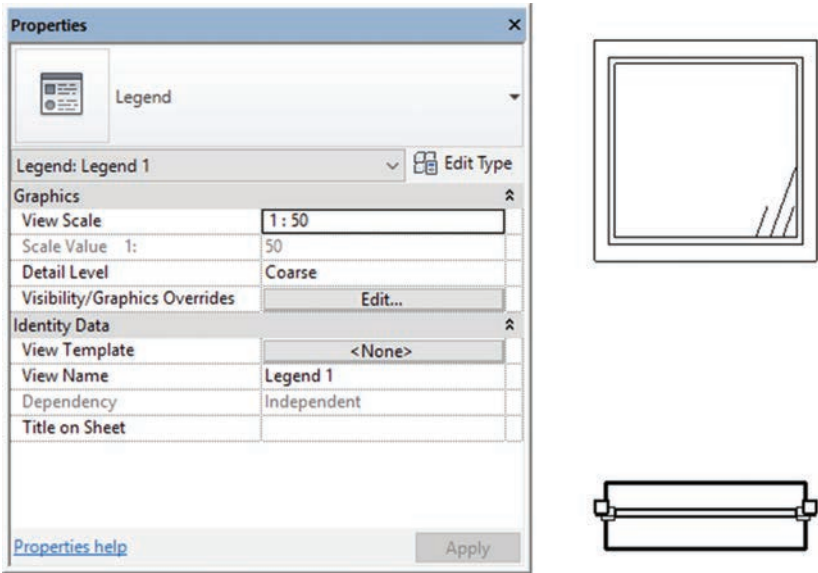 Properties
Legend
Legend: Legend 1 Edit Type
Graphics
View Scale 1 : 50
Scale Value 1: 50
Detail Level Coarse
Visibility/Graphics Overrides Edit...
Identity Data
View Template <None>
View Name Legend 1
Dependency Independent
Title on Sheet
Properties help Apply